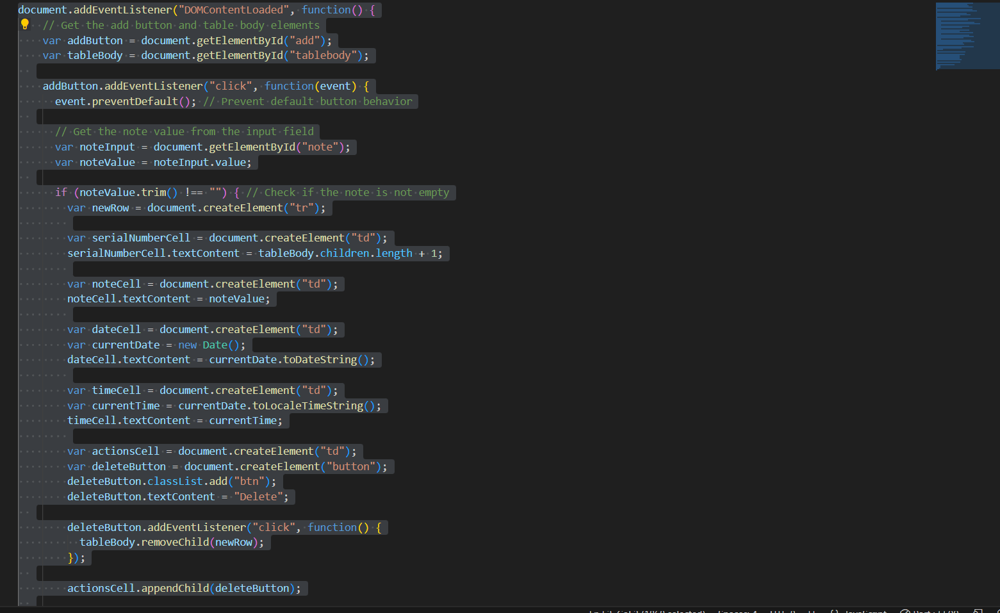 document.addEventListener("DOMContentLoaded", function() {
// Get the add button and table body elements
var addButton = document.getElementById("add");
var tableBody = document.getElementById("tablebody");
addButton.addEventListener("click", function(event) {
event.preventDefault(); // Prevent default button behavior
// Get the note value from the input field
var noteInput = document.getElementById("note");
var noteValue = noteInput.value;
if (noteValue.trim() !== "") { // Check if the note is not empty
var newRow = document.createElement("tr");
var serialNumberCell = document.createElement("td");
serialNumberCell.textContent = tableBody.children.length + 1;
var noteCell = document.createElement("td");
noteCell.textContent = noteValue;
var dateCell = document.createElement("td");
var currentDate = new Date();
dateCell.textContent = currentDate.toDateString();
var timeCell = document.createElement("td");
var currentTime = currentDate.toLocaleTimeString();
timeCell.textContent = currentTime;
var actionsCell = document.createElement("td");
var deleteButton = document.createElement("button");
deleteButton.classList.add("btn");
deleteButton.textContent = "Delete";
deleteButton.addEventListener("click", function() {
tableBody.removeChild(newRow);
});
actionsCell.appendChild(deleteButton);